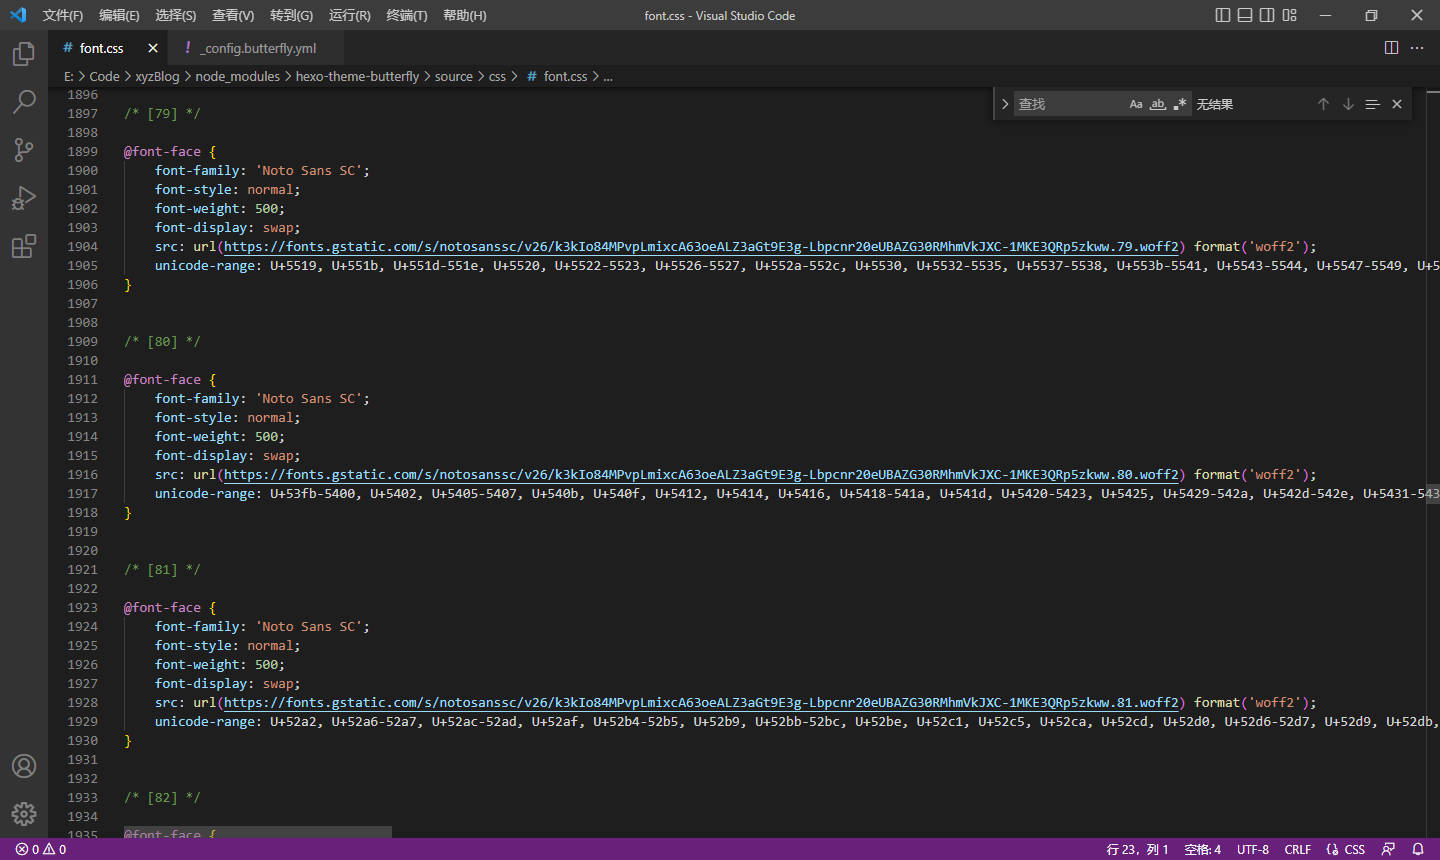 文件(F) 编辑(E) 选择(S) 查看(V) 转到(G) 运行(R) 终端(T) 帮助(H) font.css - Visual Studio Code
# font.css ! _config.butterfly.yml
E: > Code > xyzBlog > node_modules > hexo-theme-butterfly > source > css > # font.css > ...
查找 Aa ab .* 无结果
1896
1897 /* [79] */
1898
1899 @font-face {
1900 font-family: 'Noto Sans SC';
1901 font-style: normal;
1902 font-weight: 500;
1903 font-display: swap;
1904 src: url(https://fonts.gstatic.com/s/notosanssc/v26/k3kIo84MPvpLmixcA63oeALZ3aGt9E3g-Lbpcnr20eUBAZG30RMhmVkJXC-1MKE3QRp5zkww.79.woff2) format('woff2');
1905 unicode-range: U+5519, U+551b, U+551d-551e, U+5520, U+5522-5523, U+5526-5527, U+552a-552c, U+5530, U+5532-5535, U+5537-5538, U+553b-5541, U+5543-5544, U+5547-5549, U+5
1906 }
1907
1908
1909 /* [80] */
1910
1911 @font-face {
1912 font-family: 'Noto Sans SC';
1913 font-style: normal;
1914 font-weight: 500;
1915 font-display: swap;
1916 src: url(https://fonts.gstatic.com/s/notosanssc/v26/k3kIo84MPvpLmixcA63oeALZ3aGt9E3g-Lbpcnr20eUBAZG30RMhmVkJXC-1MKE3QRp5zkww.80.woff2) format('woff2');
1917 unicode-range: U+53fb-5400, U+5402, U+5405-5407, U+540b, U+540f, U+5412, U+5414, U+5416, U+5418-541a, U+541d, U+5420-5423, U+5425, U+5429-542a, U+542d-542e, U+5431-543
1918 }
1919
1920
1921 /* [81] */
1922
1923 @font-face {
1924 font-family: 'Noto Sans SC';
1925 font-style: normal;
1926 font-weight: 500;
1927 font-display: swap;
1928 src: url(https://fonts.gstatic.com/s/notosanssc/v26/k3kIo84MPvpLmixcA63oeALZ3aGt9E3g-Lbpcnr20eUBAZG30RMhmVkJXC-1MKE3QRp5zkww.81.woff2) format('woff2');
1929 unicode-range: U+52a2, U+52a6-52a7, U+52ac-52ad, U+52af, U+52b4-52b5, U+52b9, U+52bb-52bc, U+52be, U+52c1, U+52c5, U+52ca, U+52cd, U+52d0, U+52d6-52d7, U+52d9, U+52db,
1930 }
1931
1932
1933 /* [82] */
1934
1935 @font-face {
0 0 行 23，列 1 空格: 4 UTF-8 CRLF CSS